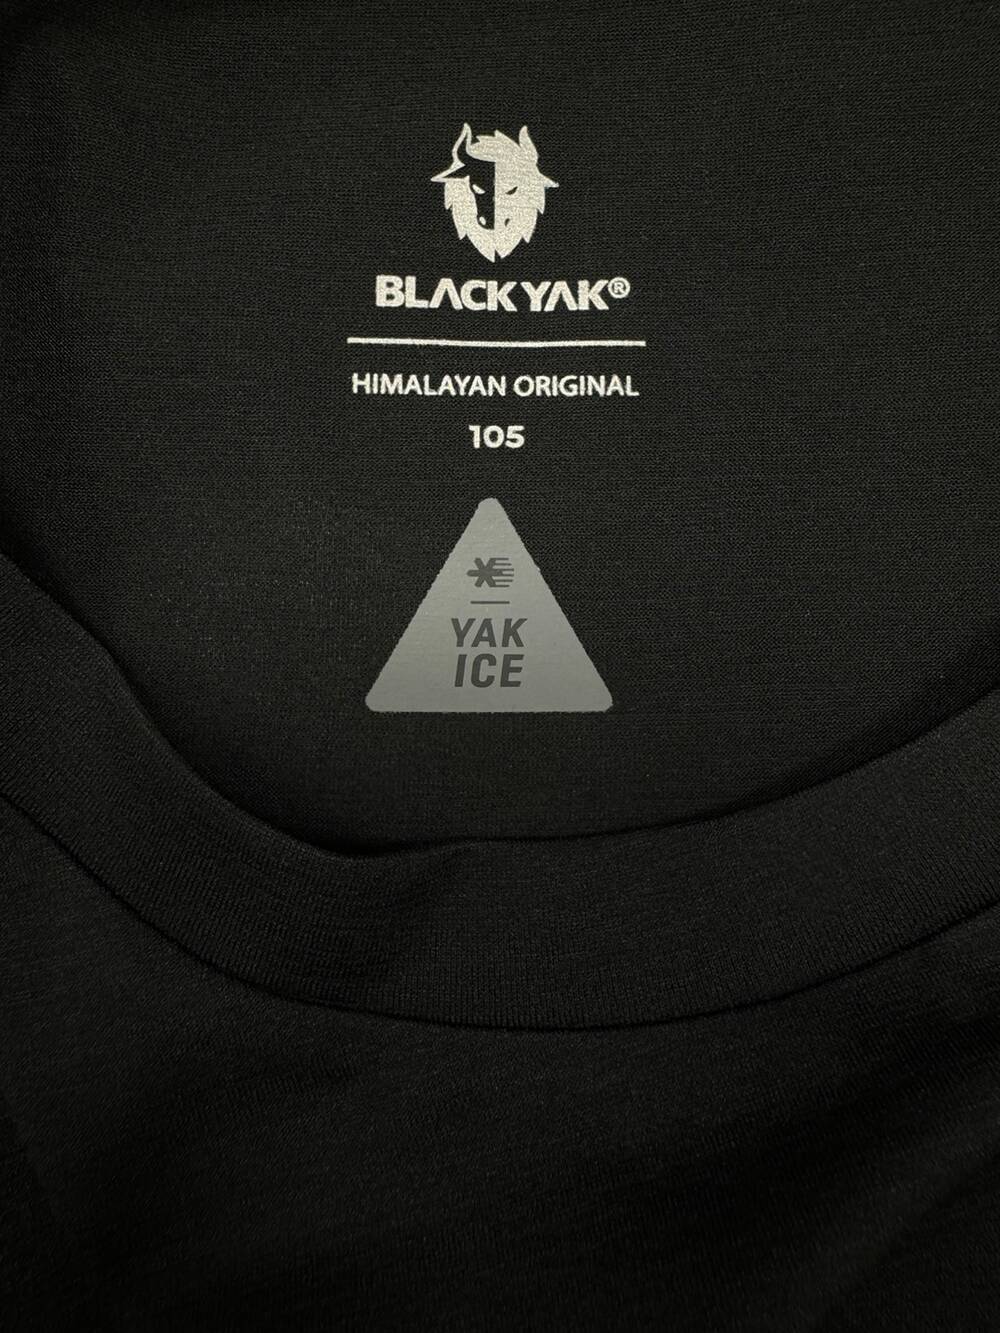 BLACKYAK®
HIMALAYAN ORIGINAL
105
YAK
ICE